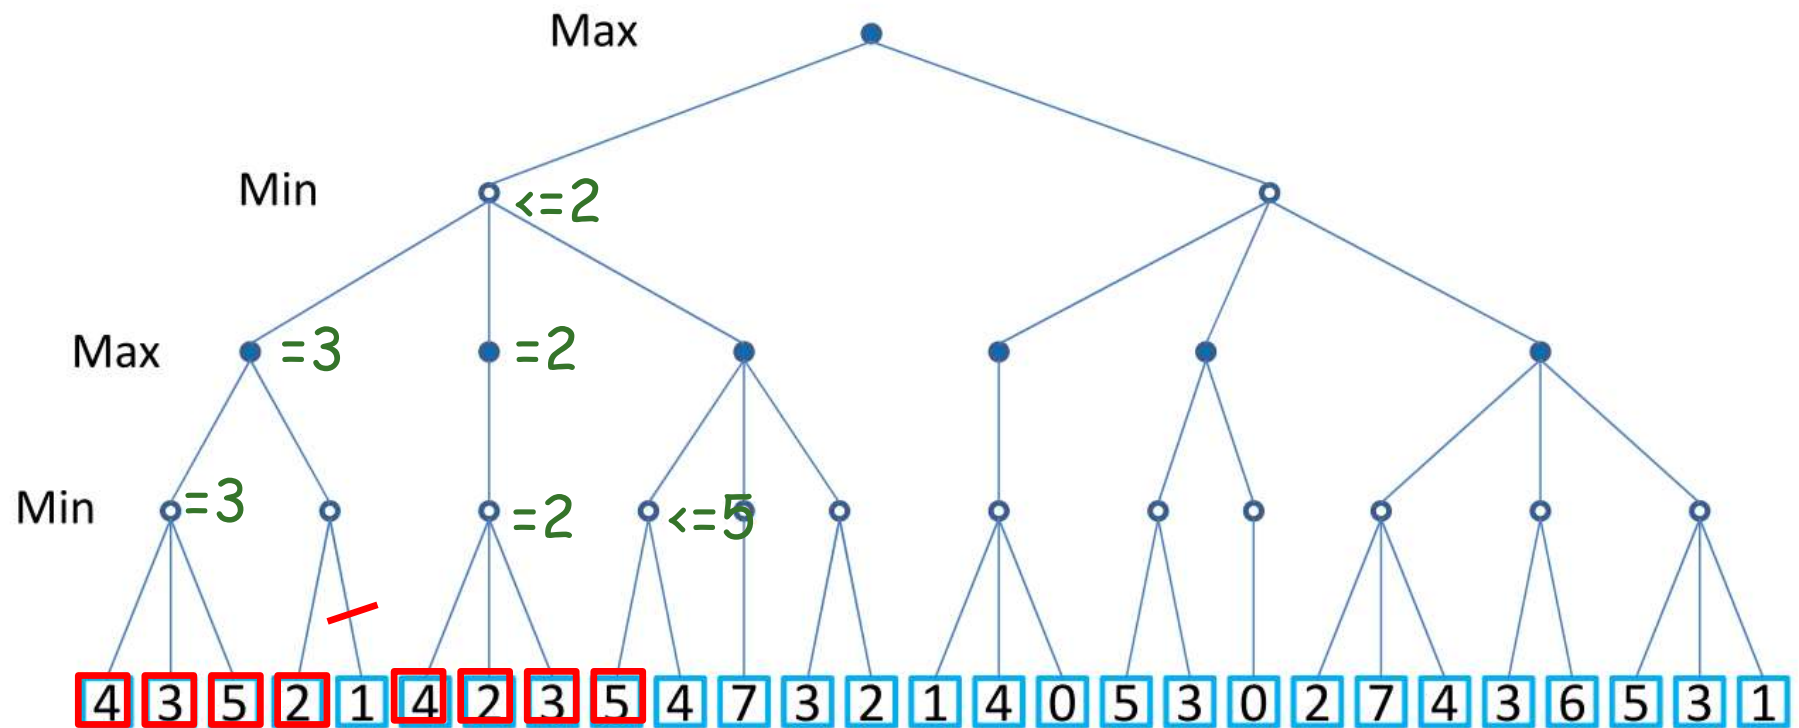 Max
Min <=2
Max =3 =2
Min =3 =2 <=5
4 3 5 2 1 4 2 3 5 4 7 3 2 1 4 0 5 3 0 2 7 4 3 6 5 3 1